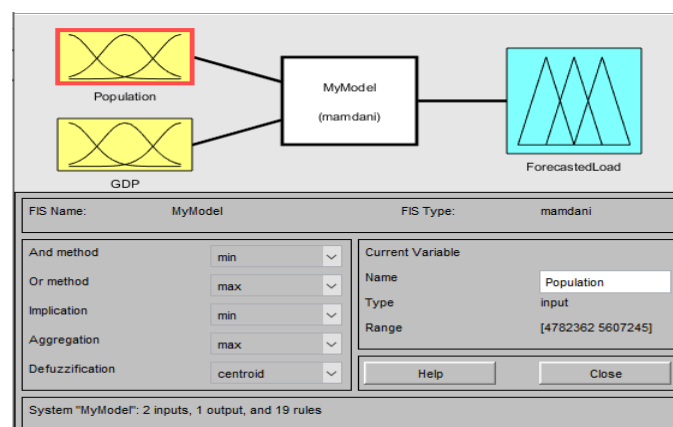 Population
GDP
MyModel
(mamdani)
ForecastedLoad
FIS Name: MyModel FIS Type: mamdani
And method min
Or method max
Implication min
Aggregation max
Defuzzification centroid
Current Variable
Name Population
Type input
Range [4782362 5607245]
Help Close
System "MyModel": 2 inputs, 1 output, and 19 rules